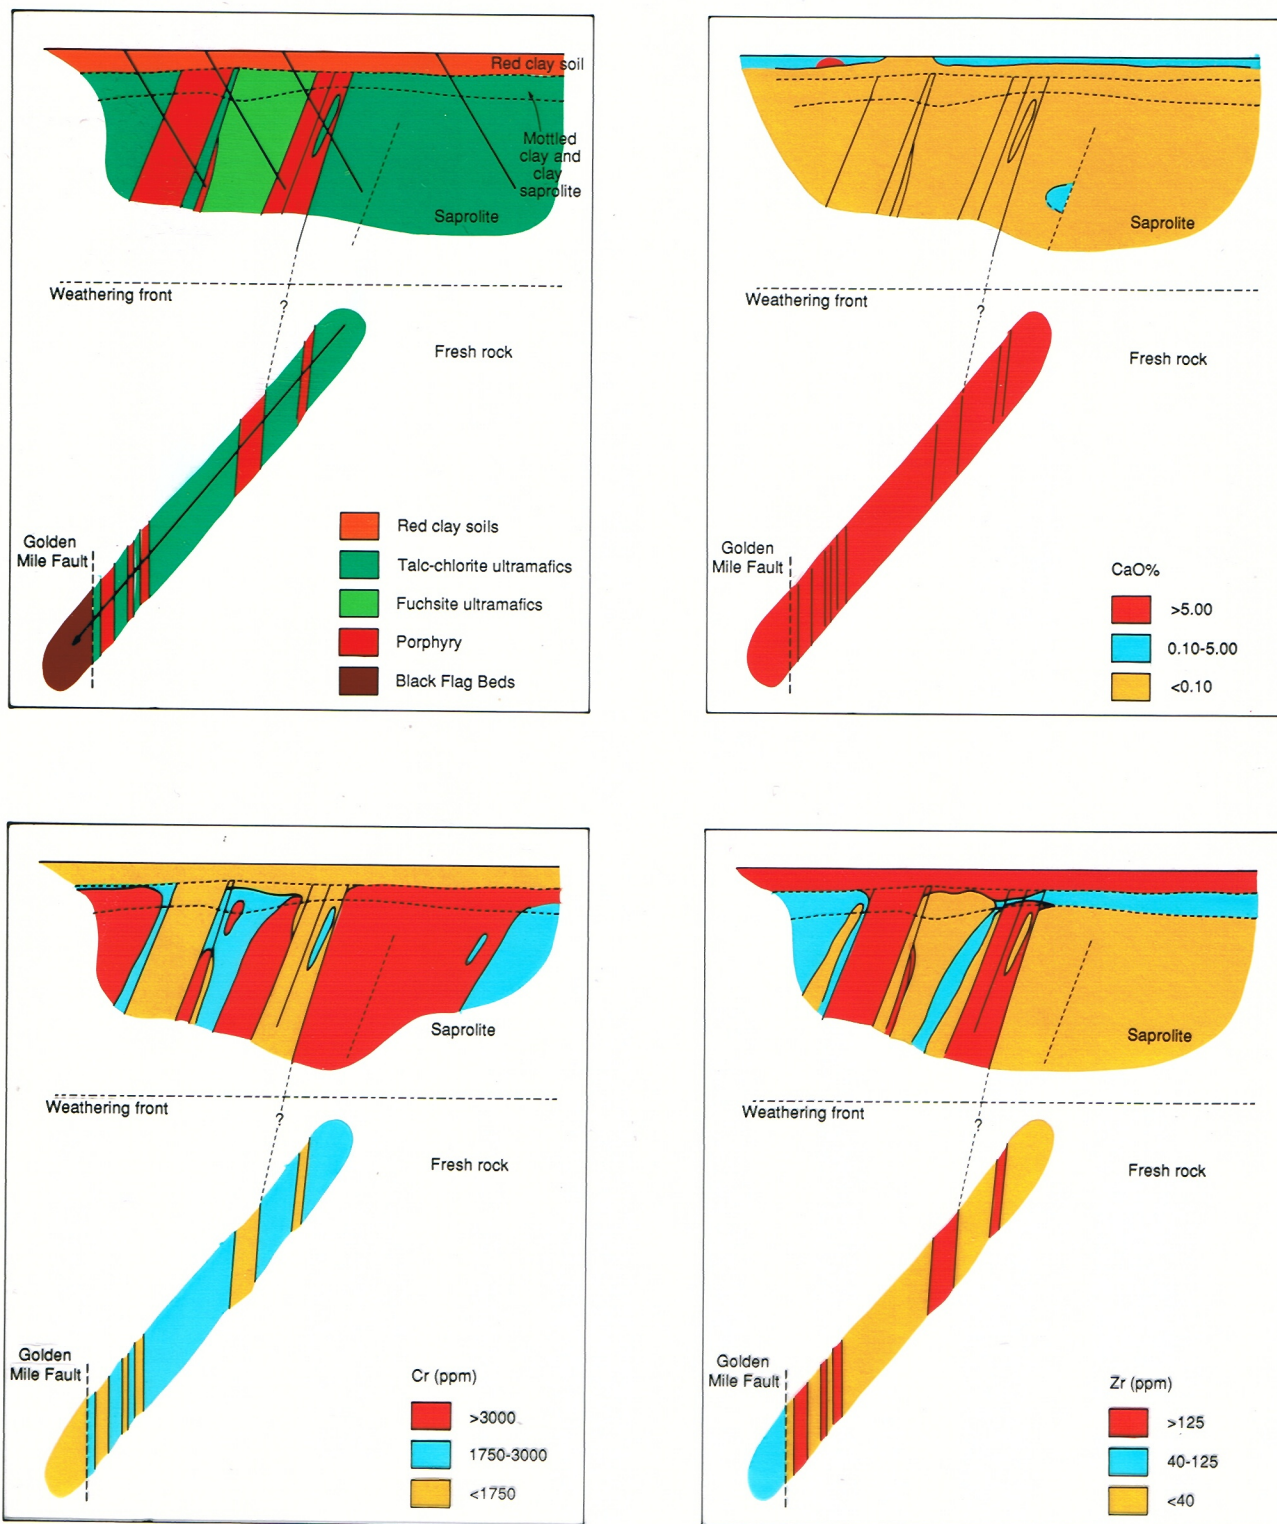 Red clay soil
Mottled
clay and
clay
saprolite
Saprolite
Weathering front
?
Fresh rock
Golden
Mile Fault
Red clay soils
Talc-chlorite ultramafics
Fuchsite ultramafics
Porphyry
Black Flag Beds
Saprolite
Weathering front
?
Fresh rock
Golden
Mile Fault
CaO%
>5.00
0.10-5.00
<0.10
Saprolite
Weathering front
?
Fresh rock
Golden
Mile Fault
Cr (ppm)
>3000
1750-3000
<1750
Saprolite
Weathering front
?
Fresh rock
Golden
Mile Fault
Zr (ppm)
>125
40-125
<40